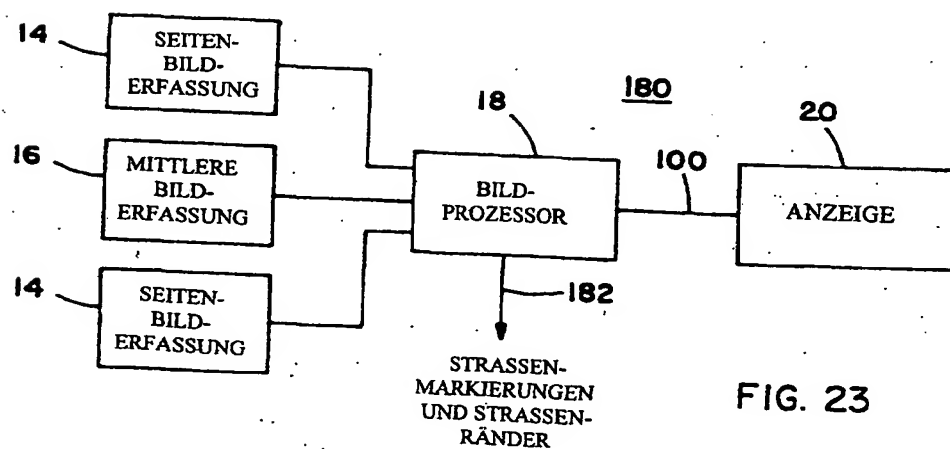 14
SEITEN-
BILD-
ERFASSUNG
16
MITTLERE
BILD-
ERFASSUNG
14
SEITEN-
BILD-
ERFASSUNG
18
BILD-
PROZESSOR
180
100
20
ANZEIGE
182
STRASSEN-
MARKIERUNGEN
UND STRASSEN-
RÄNDER
FIG. 23